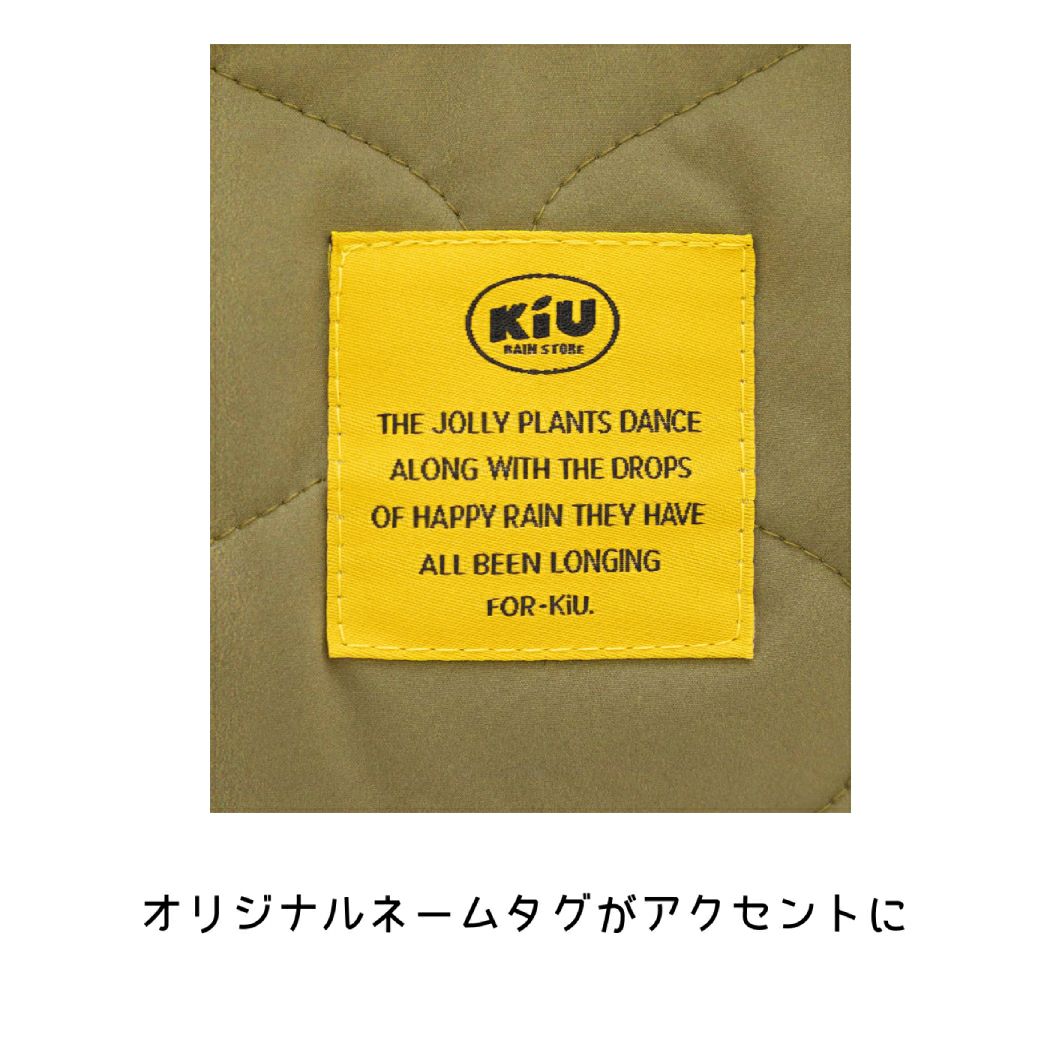 KiU
RAIN STORE
THE JOLLY PLANTS DANCE
ALONG WITH THE DROPS
OF HAPPY RAIN THEY HAVE
ALL BEEN LONGING
FOR-KiU.
オリジナルネームタグがアクセントに